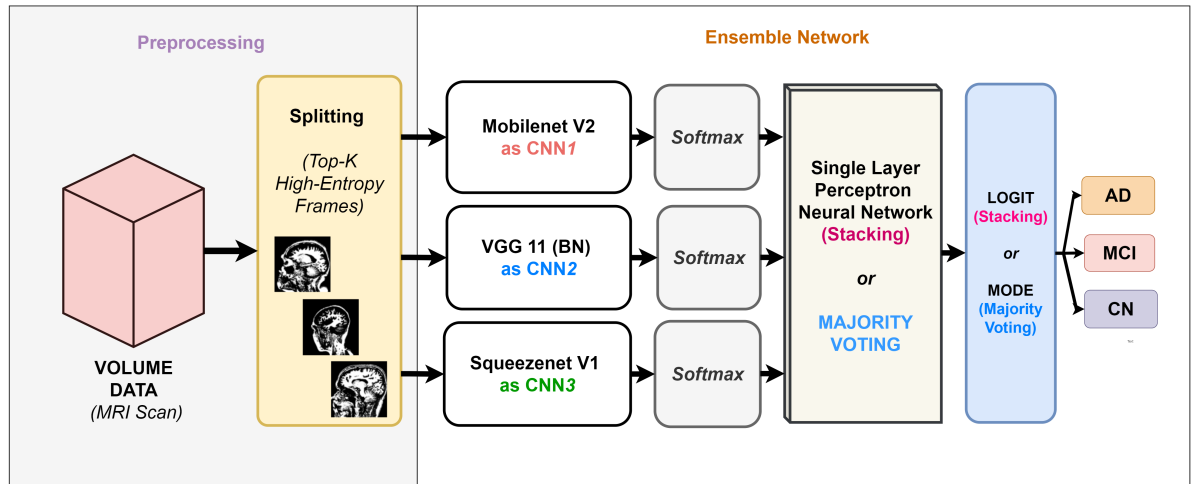 Preprocessing
Ensemble Network
VOLUME
DATA
(MRI Scan)
Splitting
(Top-K
High-Entropy
Frames)
Mobilenet V2
as CNN1
Softmax
VGG 11 (BN)
as CNN2
Softmax
Squeezenet V1
as CNN3
Softmax
Single Layer
Perceptron
Neural Network
(Stacking)
or
MAJORITY
VOTING
LOGIT
(Stacking)
or
MODE
(Majority
Voting)
AD
MCI
CN